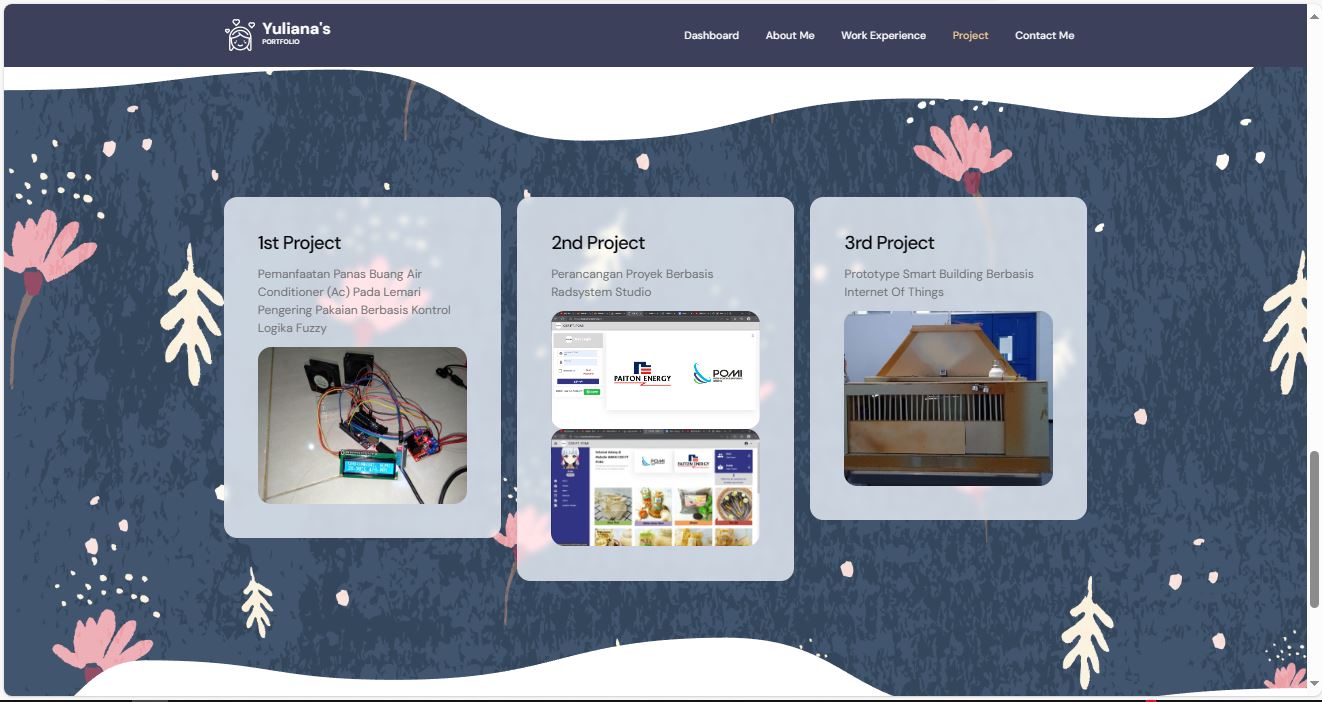 Yuliana's
PORTFOLIO
Dashboard
About Me
Work Experience
Project
Contact Me
1st Project
Pemanfaatan Panas Buang Air
Conditioner (Ac) Pada Lemari
Pengering Pakaian Berbasis Kontrol
Logika Fuzzy
2nd Project
Perancangan Proyek Berbasis
Radsystem Studio
PAITON ENERGY
POMI
POMI
PAITON ENERGY
3rd Project
Prototype Smart Building Berbasis
Internet Of Things